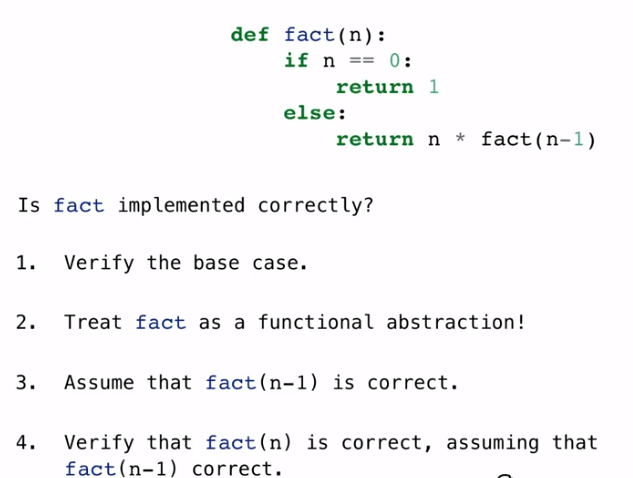 def fact(n):
    if n == 0:
        return 1
    else:
        return n * fact(n-1)
Is fact implemented correctly?
1. Verify the base case.
2. Treat fact as a functional abstraction!
3. Assume that fact(n-1) is correct.
4. Verify that fact(n) is correct, assuming that
fact(n-1) correct.